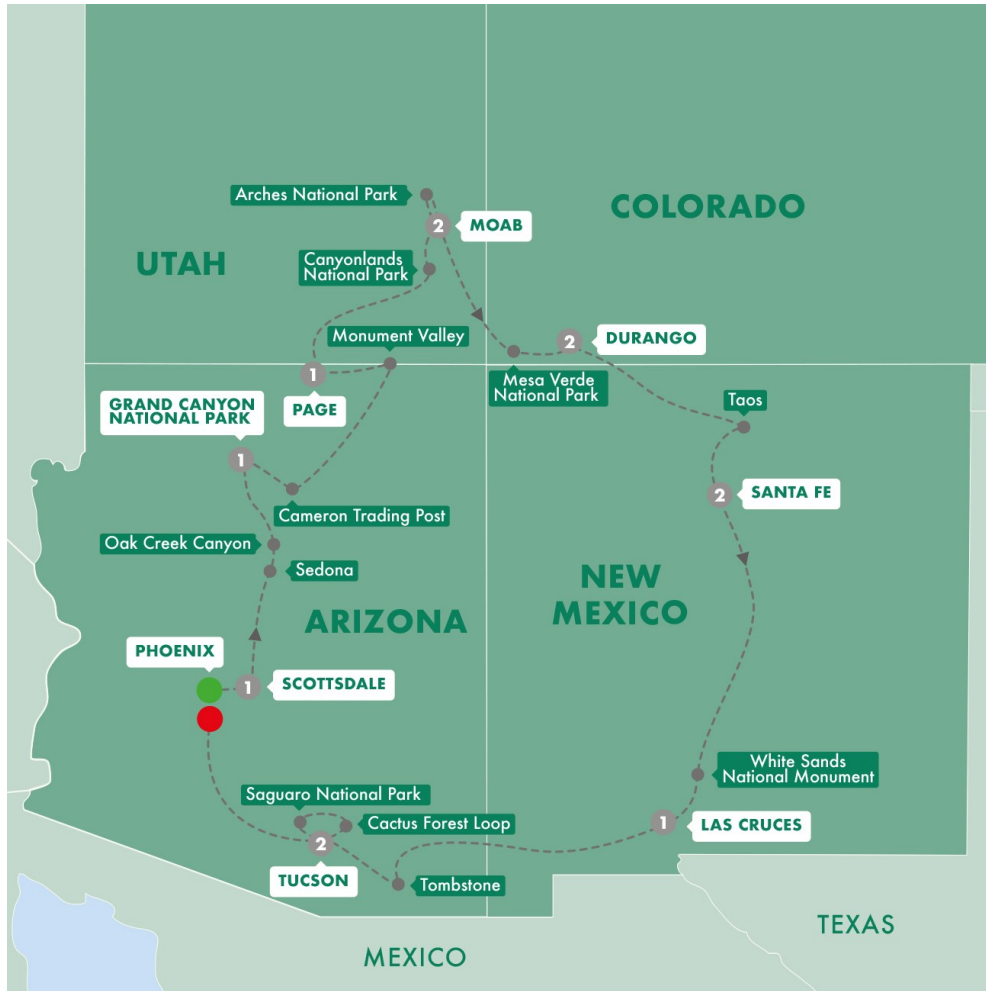 Arches National Park
2
MOAB
COLORADO
UTAH
Canyonlands
National Park
Monument Valley
2
DURANGO
1
PAGE
Mesa Verde
National Park
Taos
GRAND CANYON
NATIONAL PARK
1
2
SANTA FE
Cameron Trading Post
Oak Creek Canyon
Sedona
NEW
MEXICO
ARIZONA
PHOENIX
1
SCOTTSDALE
White Sands
National Monument
Saguaro National Park
Cactus Forest Loop
1
LAS CRUCES
2
TUCSON
Tombstone
TEXAS
MEXICO